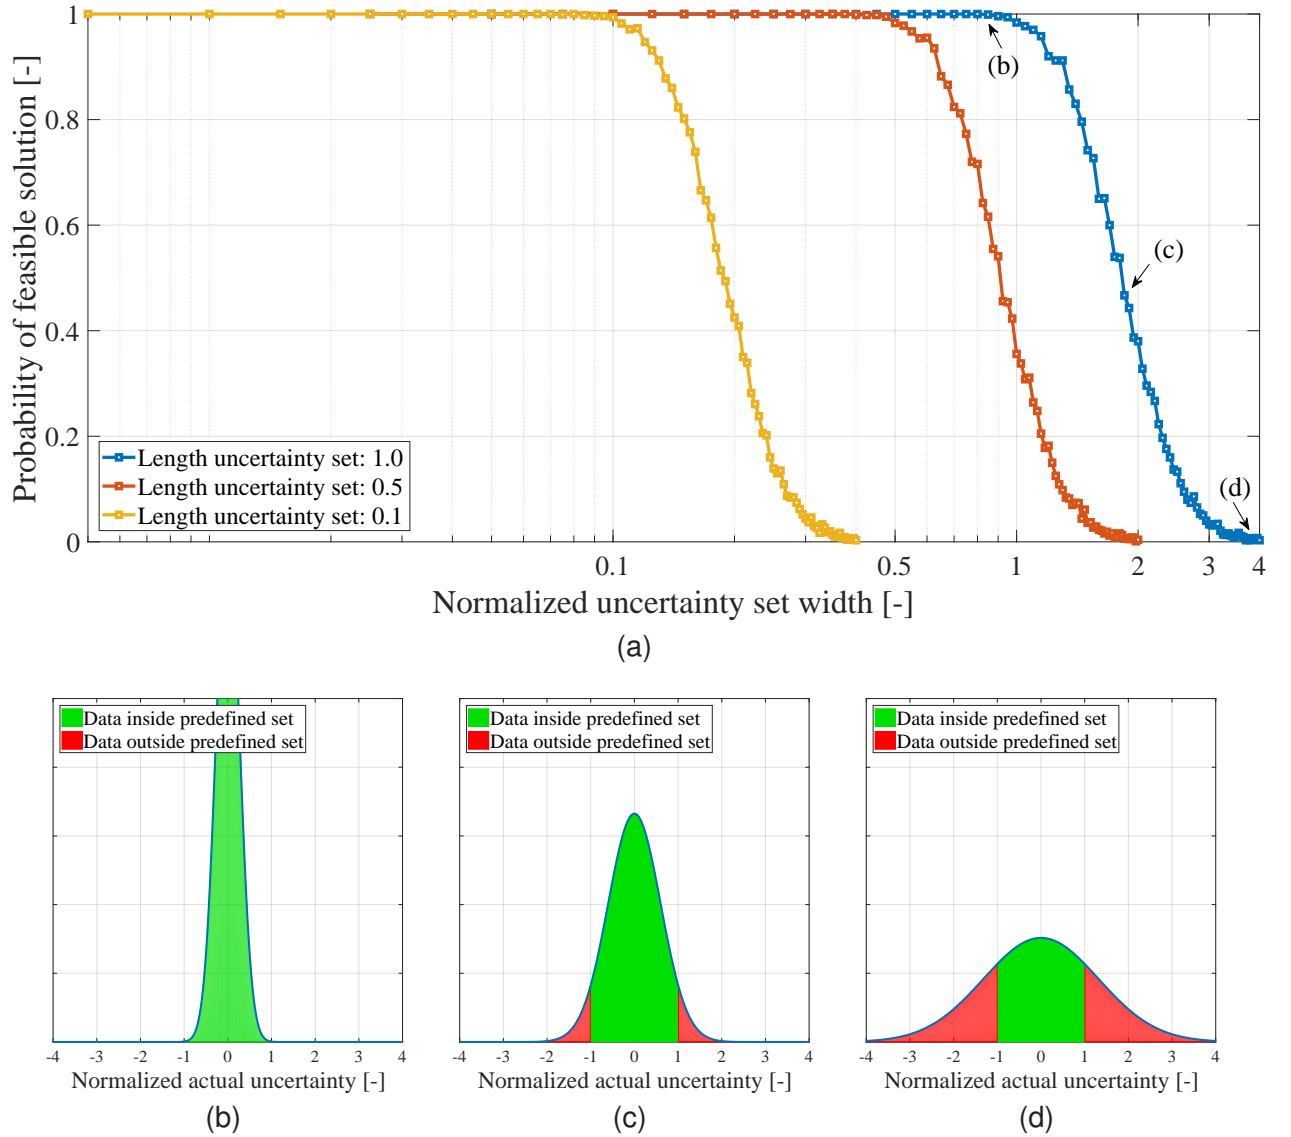 Probability of feasible solution [-]
1
0.8
0.6
0.4
0.2
0
(b)
(c)
(d)
Length uncertainty set: 1.0
Length uncertainty set: 0.5
Length uncertainty set: 0.1
0.1 0.5 1 2 3 4
Normalized uncertainty set width [-]
(a)
Data inside predefined set
Data outside predefined set
-4 -3 -2 -1 0 1 2 3 4
Normalized actual uncertainty [-]
(b)
Data inside predefined set
Data outside predefined set
-4 -3 -2 -1 0 1 2 3 4
Normalized actual uncertainty [-]
(c)
Data inside predefined set
Data outside predefined set
-4 -3 -2 -1 0 1 2 3 4
Normalized actual uncertainty [-]
(d)